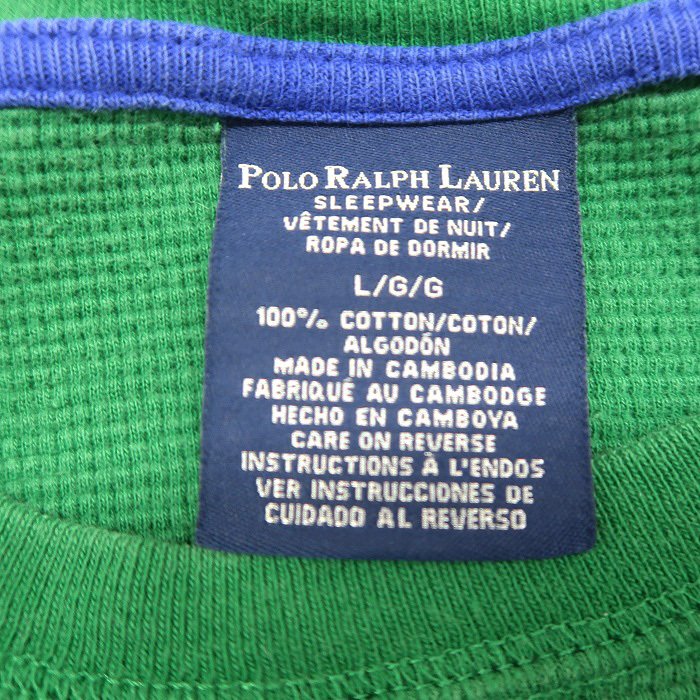 POLO RALPH LAUREN
SLEEPWEAR/
VÊTEMENT DE NUIT/
ROPA DE DORMIR
L/G/G
100% COTTON/COTON/
ALGODÓN
MADE IN CAMBODIA
FABRIQUÉ AU CAMBODGE
HECHO EN CAMBOYA
CARE ON REVERSE
INSTRUCTIONS À L'ENDOS
VER INSTRUCCIONES DE
CUIDADO AL REVERSO